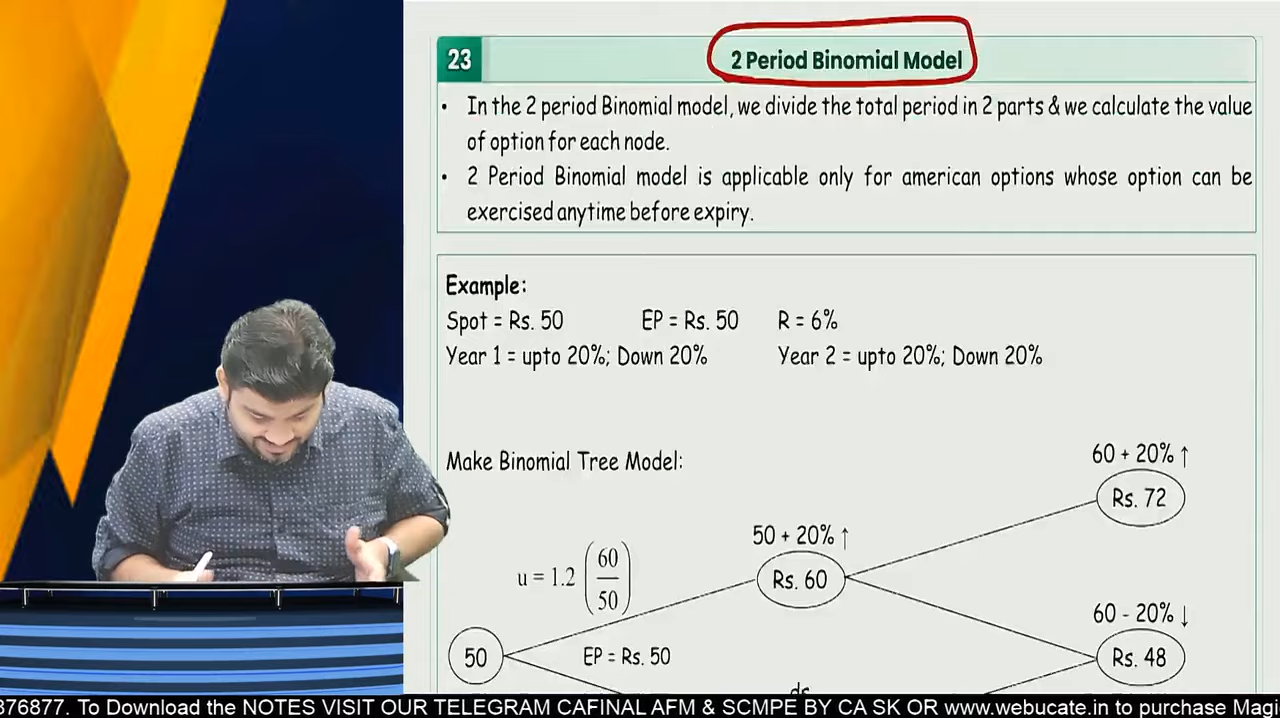 23
2 Period Binomial Model
• In the 2 period Binomial model, we divide the total period in 2 parts & we calculate the value
of option for each node.
• 2 Period Binomial model is applicable only for american options whose option can be
exercised anytime before expiry.
Example:
Spot = Rs. 50 EP = Rs. 50 R = 6%
Year 1 = upto 20%; Down 20% Year 2 = upto 20%; Down 20%
Make Binomial Tree Model:
60 + 20% ↑
Rs. 72
50 + 20% ↑
u = 1.2 (60/50)
Rs. 60
60 - 20% ↓
50
EP = Rs. 50
Rs. 48
376877. To Download the NOTES VISIT OUR TELEGRAM CAFINAL AFM & SCMPE BY CA SK OR www.webucate.in to purchase Magi